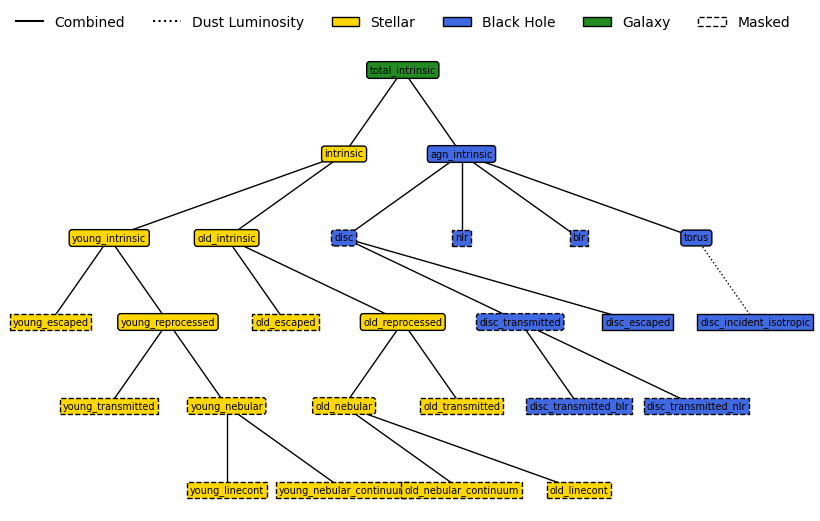 Combined Dust Luminosity Stellar Black Hole Galaxy Masked
total_intrinsic
intrinsic agn_intrinsic
young_intrinsic old_intrinsic disc nlr blr torus
young_escaped young_reprocessed old_escaped old_reprocessed disc_transmitted disc_escaped disc_incident_isotropic
young_transmitted young_nebular old_nebular old_transmitted disc_transmitted_blr disc_transmitted_nlr
young_linecont old_nebular_continuum old_linecont